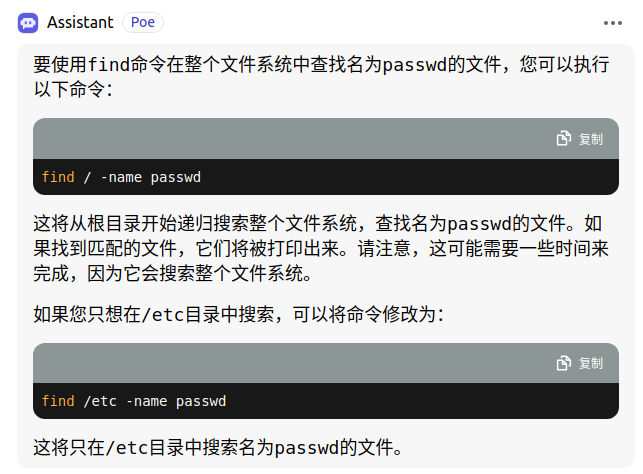 Assistant Poe
要使用find命令在整个文件系统中查找名为passwd的文件，您可以执行
以下命令：
复制
find / -name passwd
这将从根目录开始递归搜索整个文件系统，查找名为passwd的文件。如
果找到匹配的文件，它们将被打印出来。请注意，这可能需要一些时间来
完成，因为它会搜索整个文件系统。
如果您只想在/etc目录中搜索，可以将命令修改为：
复制
find /etc -name passwd
这将只在/etc目录中搜索名为passwd的文件。